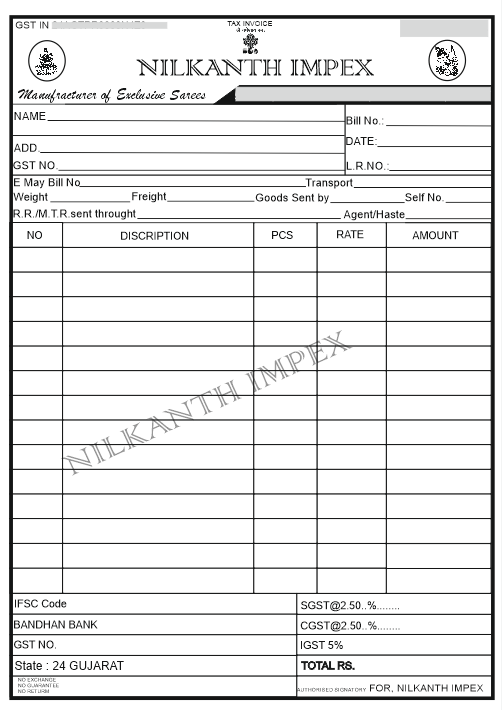 GST IN
TAX INVOICE
NILKANTH IMPEX
Manufracturer of Exclusive Sarees
NAME
Bill No.:
DATE:
ADD.
GST NO.
L.R.NO.:
E May Bill No Transport
Weight Freight Goods Sent by Self No.
R.R./M.T.R.sent throught Agent/Haste
NO DISCRIPTION PCS RATE AMOUNT
NILKANTH IMPEX
IFSC Code SGST@2.50..%........
BANDHAN BANK CGST@2.50..%........
GST NO. IGST 5%
State : 24 GUJARAT TOTAL RS.
NO EXCHANGE
NO GUARANTEE
NO RETURM
AUTHORISED SIGNATORY FOR, NILKANTH IMPEX